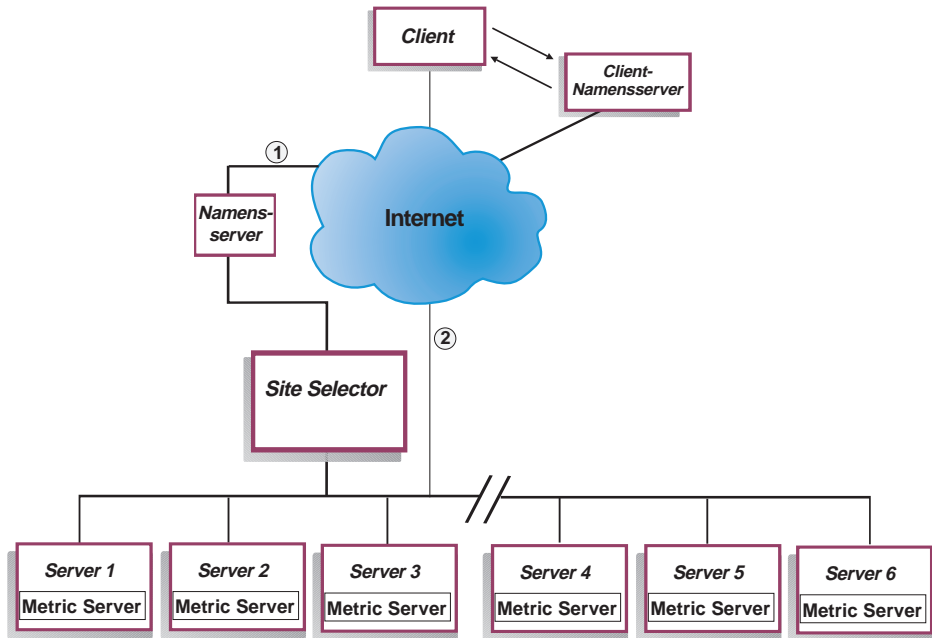 Client
Client-
Namensserver
1
Namens-
server
Internet
2
Site Selector
Server 1
Metric Server
Server 2
Metric Server
Server 3
Metric Server
Server 4
Metric Server
Server 5
Metric Server
Server 6
Metric Server